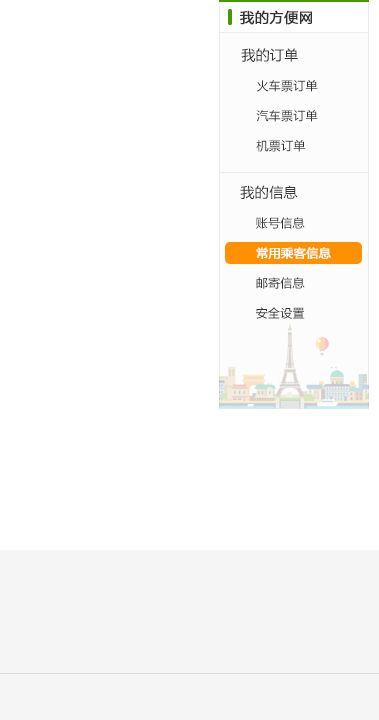 我的方便网
我的订单
火车票订单
汽车票订单
机票订单
我的信息
账号信息
常用乘客信息
邮寄信息
安全设置